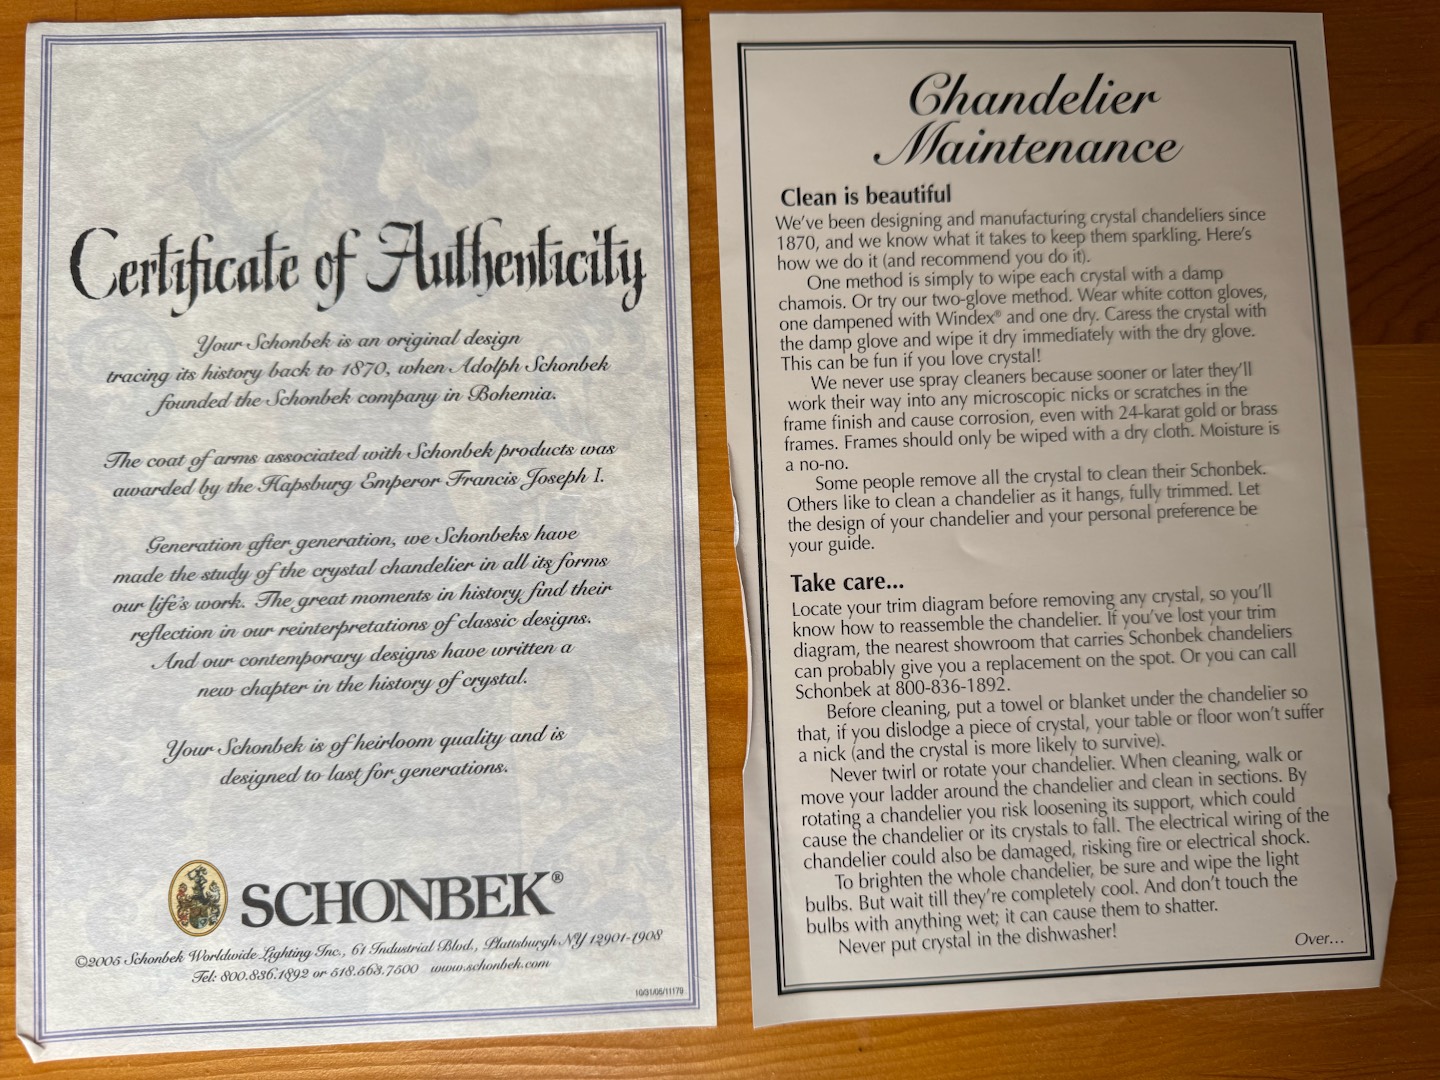 Certificate of Authenticity
Your Schonbek is an original design
tracing its history back to 1870, when Adolph Schonbek
founded the Schonbek company in Bohemia.
The coat of arms associated with Schonbek products was
awarded by the Hapsburg Emperor Francis Joseph I.
Generation after generation, we Schonbeks have
made the study of the crystal chandelier in all its forms
our life's work. The great moments in history find their
reflection in our reinterpretations of classic designs.
And our contemporary designs have written a
new chapter in the history of crystal.
Your Schonbek is of heirloom quality and is
designed to last for generations.
SCHONBEK®
©2005 Schonbek Worldwide Lighting Inc., 61 Industrial Blvd., Plattsburgh NY 12901-1908
Tel: 800.836.1892 or 518.563.7500 www.schonbek.com
Chandelier
Maintenance
Clean is beautiful
We've been designing and manufacturing crystal chandeliers since
1870, and we know what it takes to keep them sparkling. Here's
how we do it (and recommend you do it).
One method is simply to wipe each crystal with a damp
chamois. Or try our two-glove method. Wear white cotton gloves,
one dampened with Windex® and one dry. Caress the crystal with
the damp glove and wipe it dry immediately with the dry glove.
This can be fun if you love crystal!
We never use spray cleaners because sooner or later they'll
work their way into any microscopic nicks or scratches in the
frame finish and cause corrosion, even with 24-karat gold or brass
frames. Frames should only be wiped with a dry cloth. Moisture is
a no-no.
Some people remove all the crystal to clean their Schonbek.
Others like to clean a chandelier as it hangs, fully trimmed. Let
the design of your chandelier and your personal preference be
your guide.
Take care...
Locate your trim diagram before removing any crystal, so you'll
know how to reassemble the chandelier. If you've lost your trim
diagram, the nearest showroom that carries Schonbek chandeliers
can probably give you a replacement on the spot. Or you can call
Schonbek at 800-836-1892.
Before cleaning, put a towel or blanket under the chandelier so
that, if you dislodge a piece of crystal, your table or floor won't suffer
a nick (and the crystal is more likely to survive).
Never twirl or rotate your chandelier. When cleaning, walk or
move your ladder around the chandelier and clean in sections. By
rotating a chandelier you risk loosening its support, which could
cause the chandelier or its crystals to fall. The electrical wiring of the
chandelier could also be damaged, risking fire or electrical shock.
To brighten the whole chandelier, be sure and wipe the light
bulbs. But wait till they're completely cool. And don't touch the
bulbs with anything wet; it can cause them to shatter.
Never put crystal in the dishwasher!
Over...